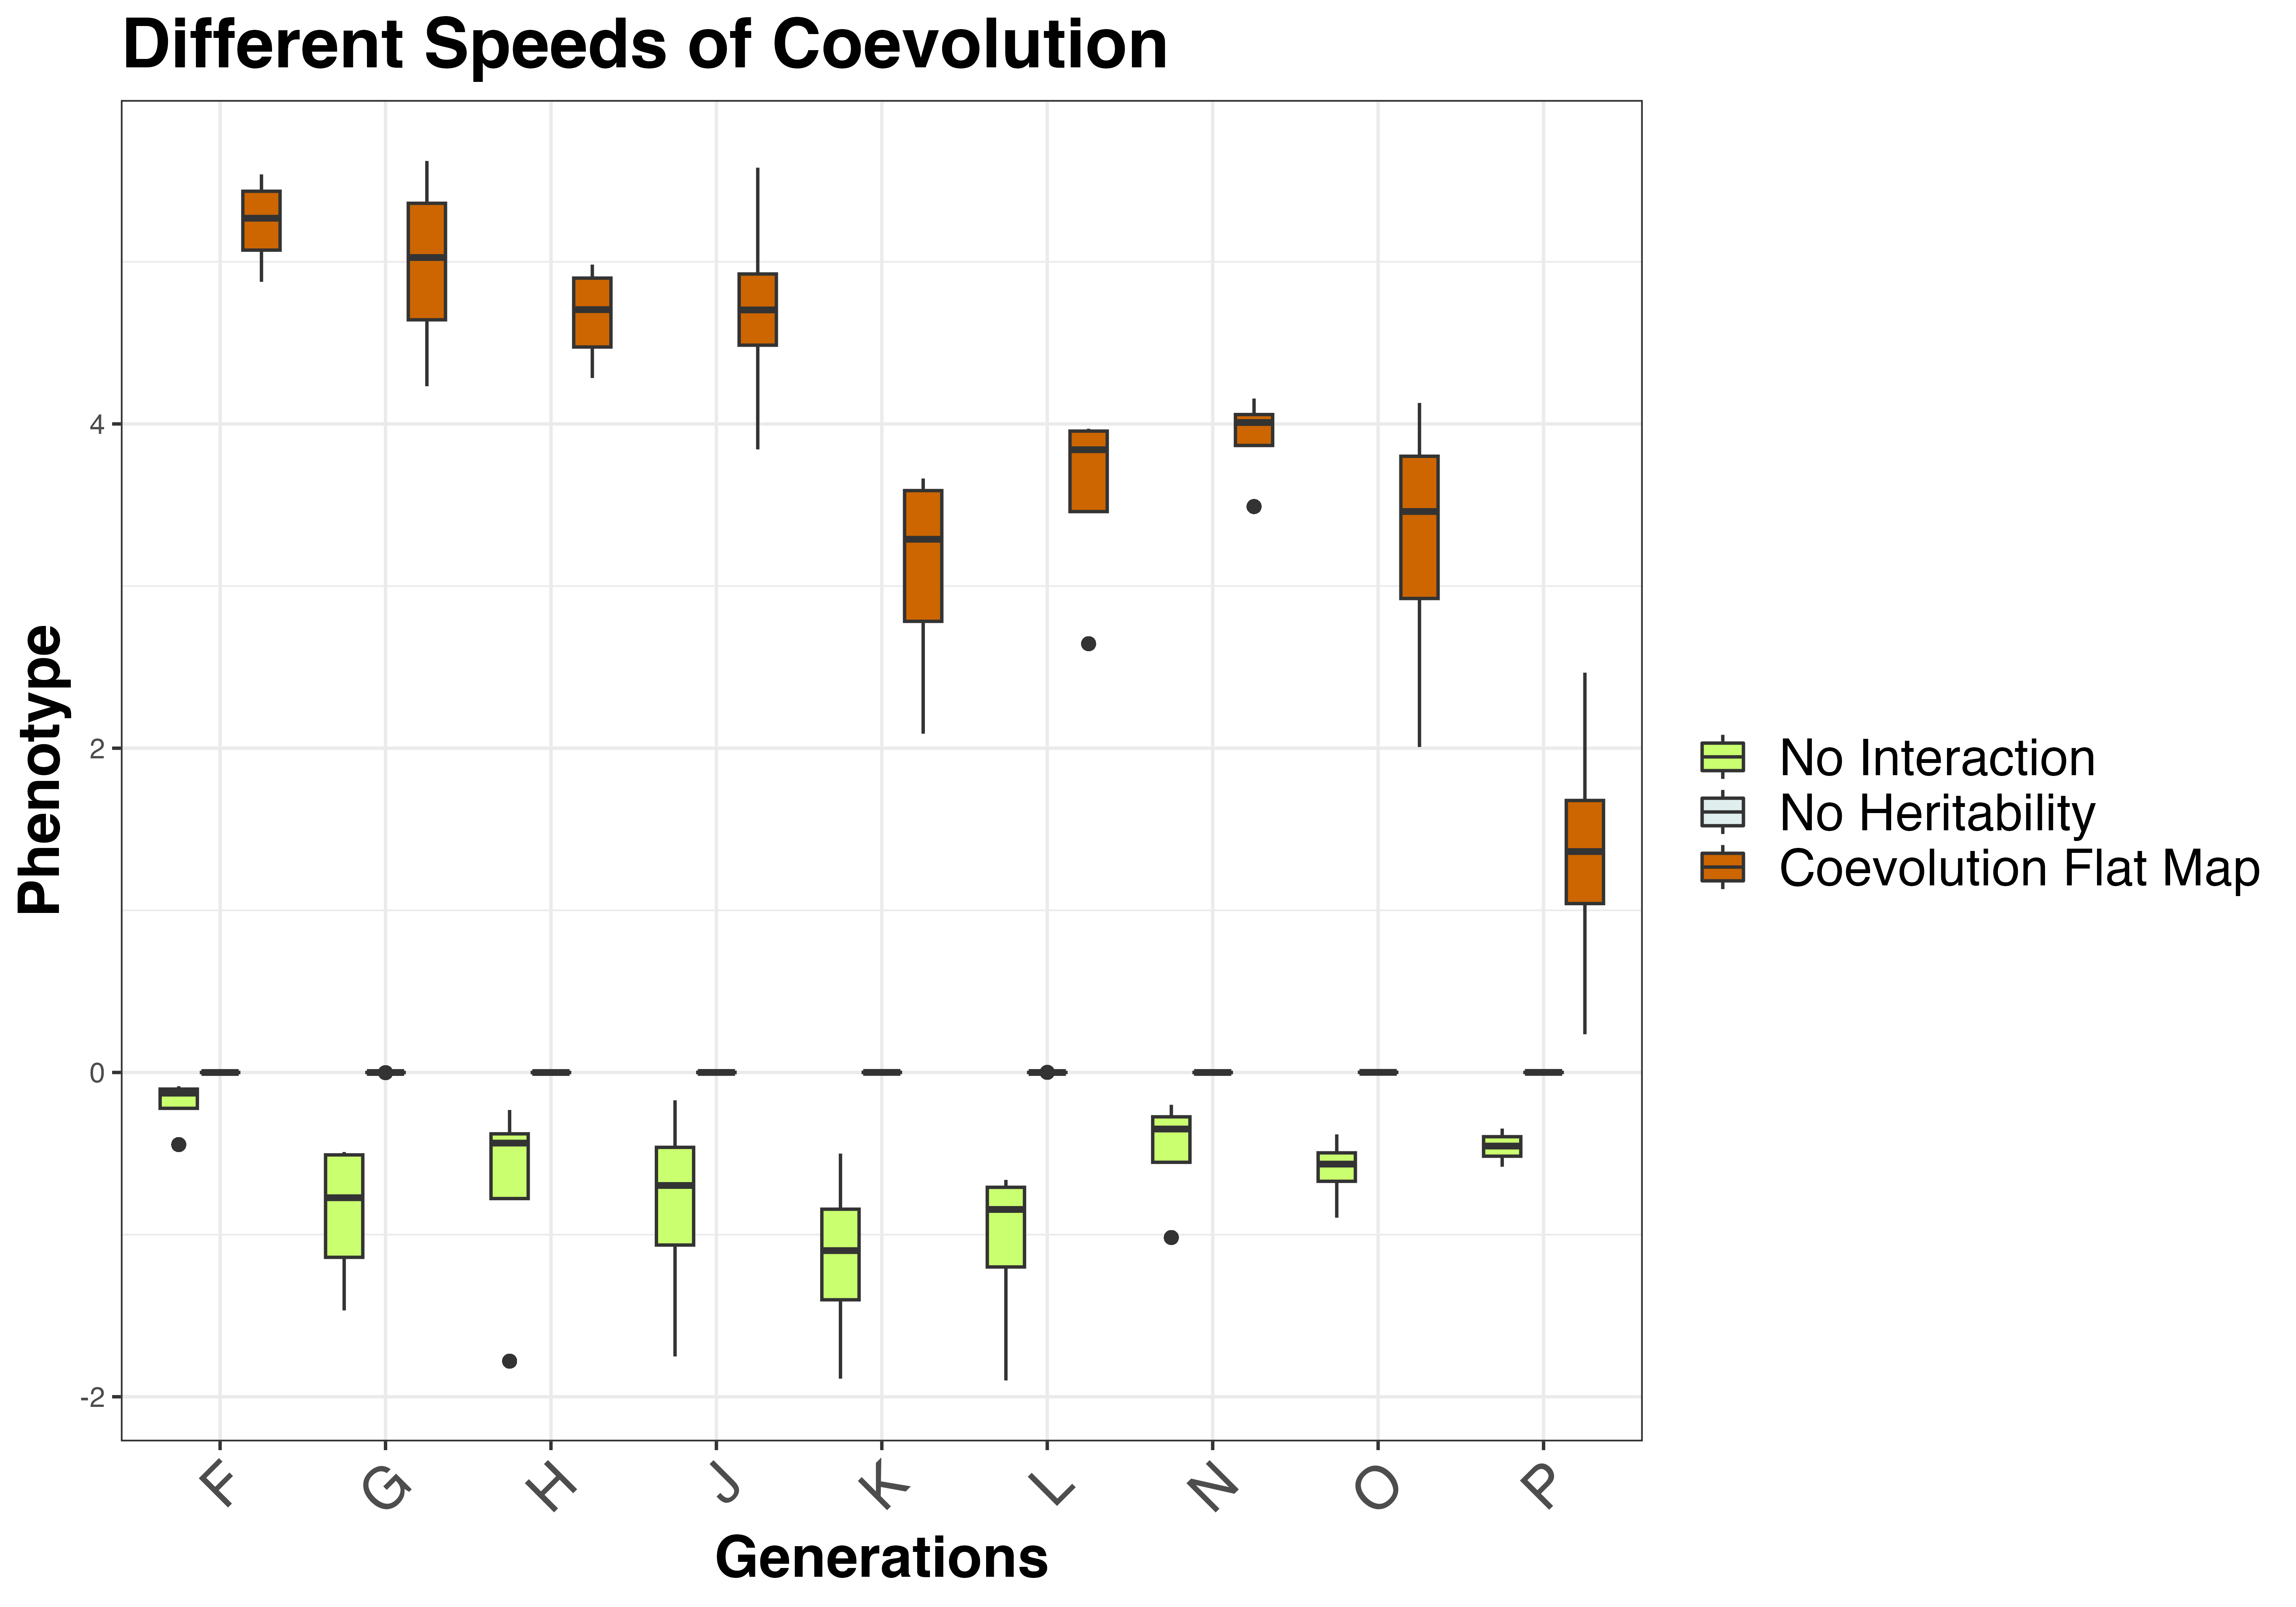 Different Speeds of Coevolution
Phenotype
4
2
0
-2
F G H J K L N O P
Generations
No Interaction
No Heritability
Coevolution Flat Map